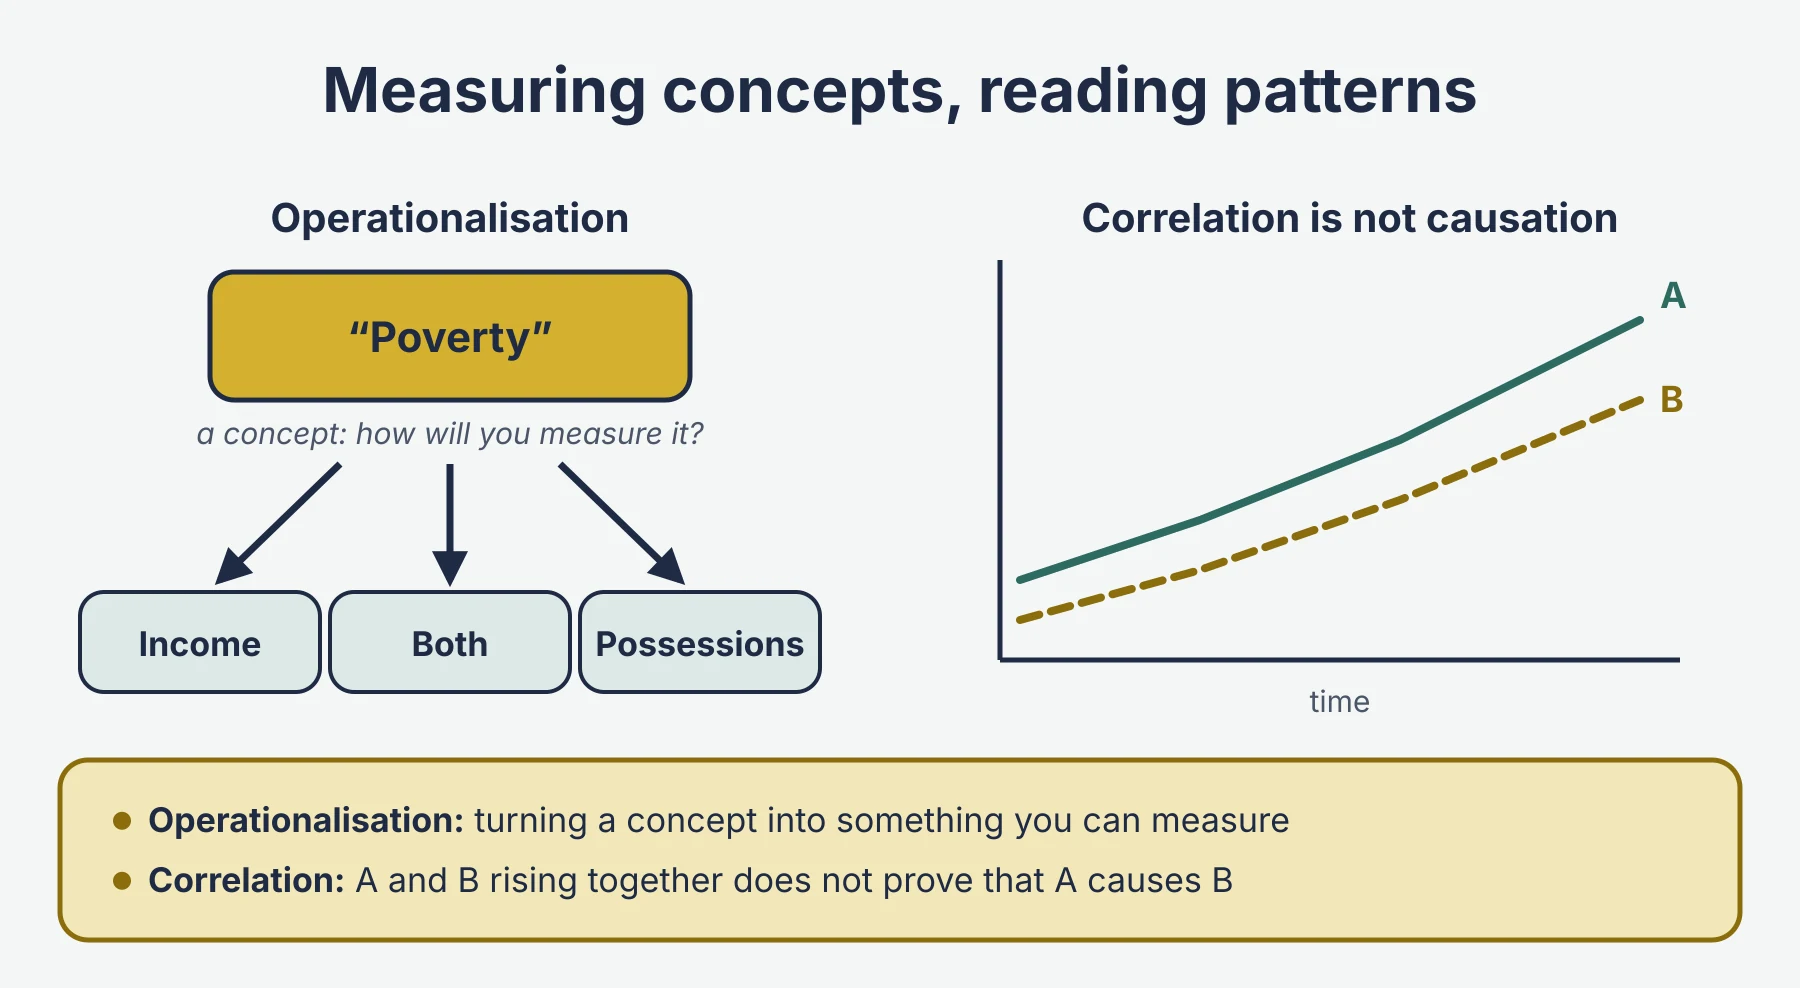 Measuring concepts, reading patterns
Operationalisation
“Poverty”
a concept: how will you measure it?
Income
Both
Possessions
Correlation is not causation
A
B
time
Operationalisation: turning a concept into something you can measure
Correlation: A and B rising together does not prove that A causes B